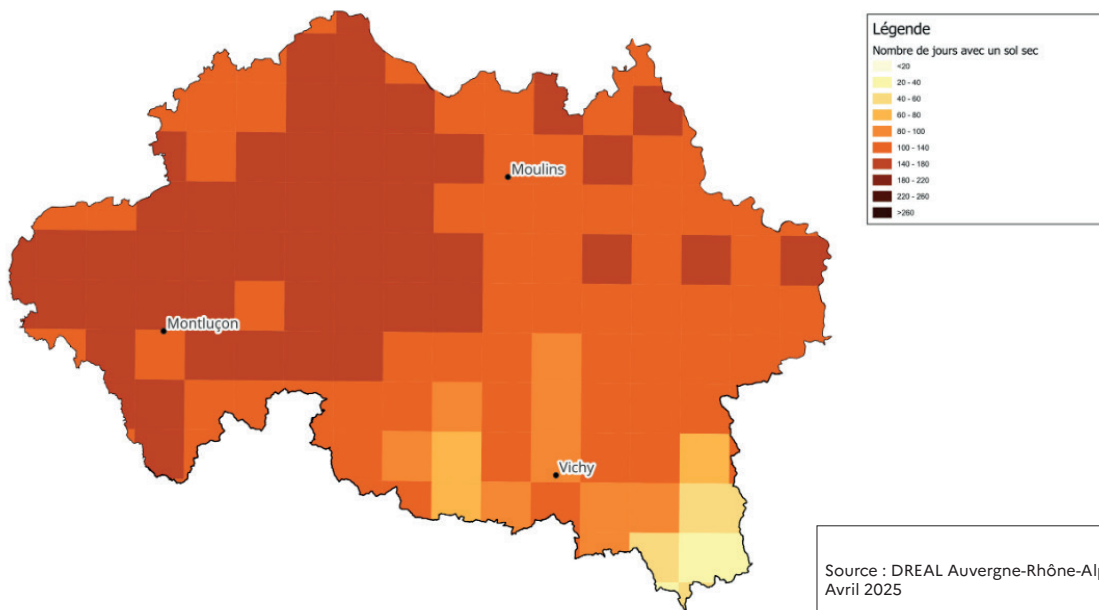 Légende
Nombre de jours avec un sol sec
<20
20 - 40
40 - 60
60 - 80
80 - 100
100 - 140
140 - 180
180 - 220
220 - 260
>260
Moulins
Montluçon
Vichy
Source : DREAL Auvergne-Rhône-Alp
Avril 2025